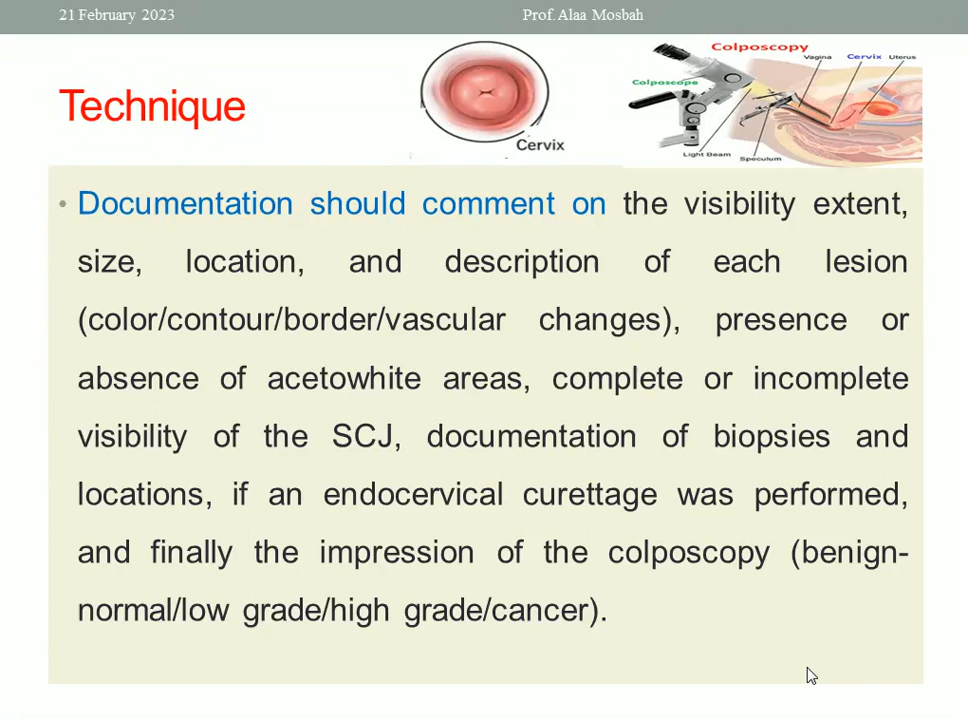 21 February 2023
Prof. Alaa Mosbah
Technique
Cervix
Colposcopy
Vagina
Cervix
Uterus
Colposcope
Light Beam
Speculum
• Documentation should comment on the visibility extent,
size, location, and description of each lesion
(color/contour/border/vascular changes), presence or
absence of acetowhite areas, complete or incomplete
visibility of the SCJ, documentation of biopsies and
locations, if an endocervical curettage was performed,
and finally the impression of the colposcopy (benign-
normal/low grade/high grade/cancer).